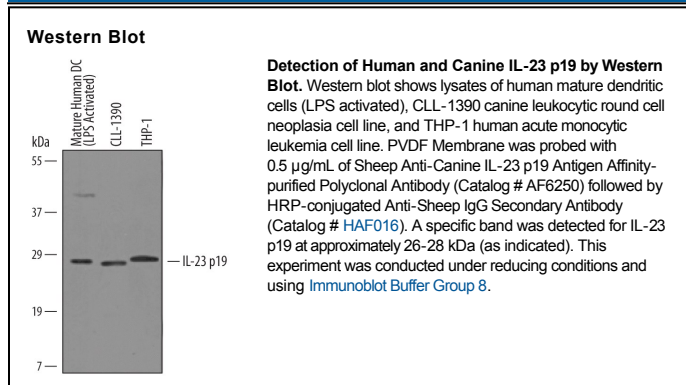 Western Blot
Mature Human DC
(LPS Activated)
CLL-1390
THP-1
kDa
55
37
29
19
7
IL-23 p19
Detection of Human and Canine IL-23 p19 by Western
Blot. Western blot shows lysates of human mature dendritic
cells (LPS activated), CLL-1390 canine leukocytic round cell
neoplasia cell line, and THP-1 human acute monocytic
leukemia cell line. PVDF Membrane was probed with
0.5 µg/mL of Sheep Anti-Canine IL-23 p19 Antigen Affinity-
purified Polyclonal Antibody (Catalog # AF6250) followed by
HRP-conjugated Anti-Sheep IgG Secondary Antibody
(Catalog # HAF016). A specific band was detected for IL-23
p19 at approximately 26-28 kDa (as indicated). This
experiment was conducted under reducing conditions and
using Immunoblot Buffer Group 8.